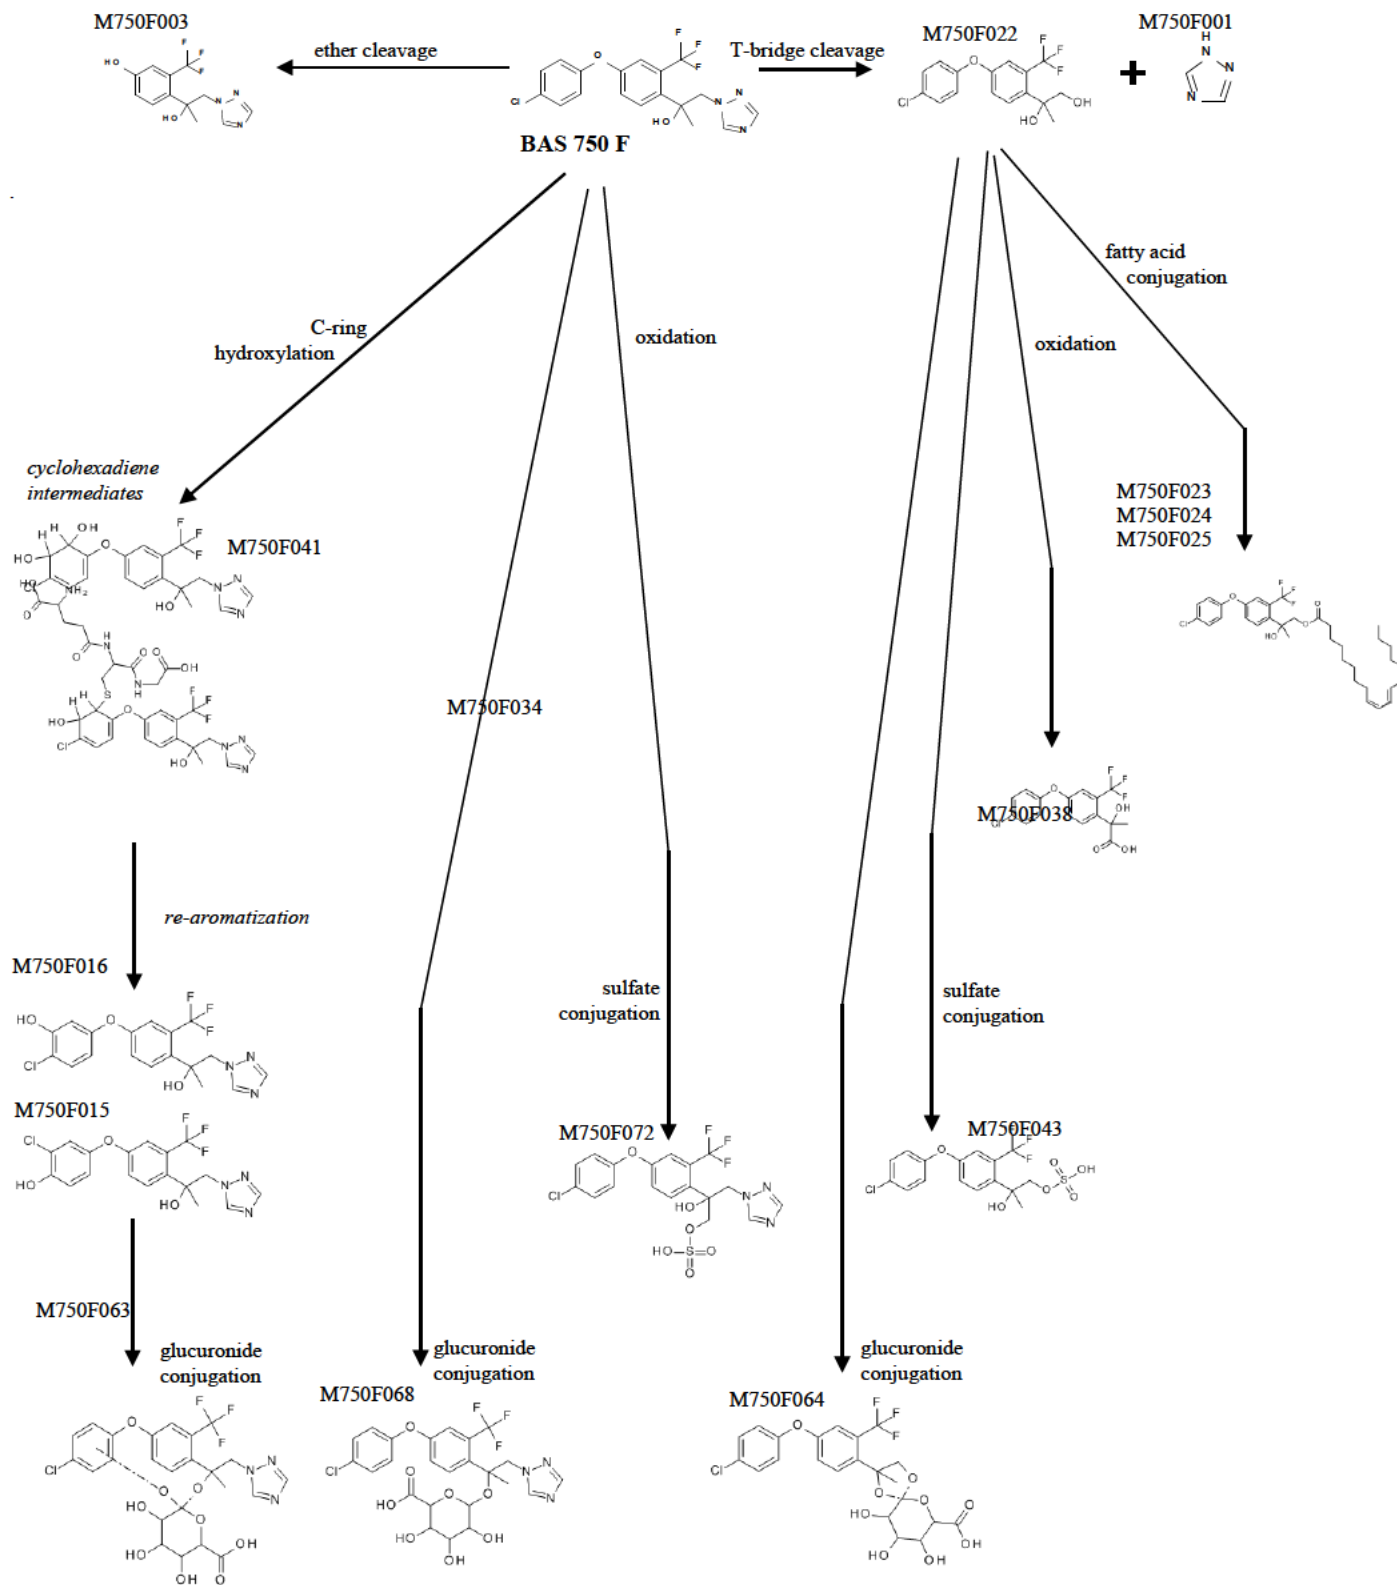 M750F003
ether cleavage
T-bridge cleavage
M750F022
M750F001
BAS 750 F
fatty acid
conjugation
C-ring
hydroxylation
oxidation
oxidation
cyclohexadiene
intermediates
M750F041
M750F023
M750F024
M750F025
M750F034
M750F038
re-aromatization
M750F016
sulfate
conjugation
sulfate
conjugation
M750F015
M750F072
M750F043
M750F063
glucuronide
conjugation
glucuronide
conjugation
glucuronide
conjugation
M750F068
M750F064